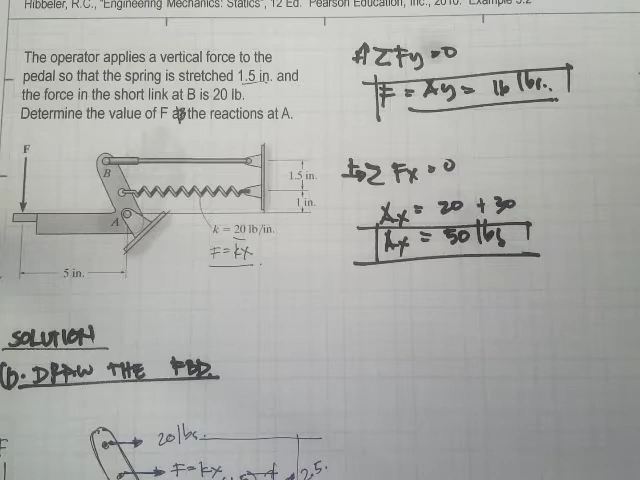 Hibbeler, R.C., "Engineering Mechanics: Statics", 12 Ed. Pearson Education, Inc., 2010. Example 5.2
The operator applies a vertical force to the
pedal so that the spring is stretched 1.5 in. and
the force in the short link at B is 20 lb.
Determine the value of F the reactions at A.
F
B
A
1.5 in.
1 in.
k = 20 lb/in.
F=kx
5 in.
ΣFy=0
F = Ay = lb lbs.
ΣFx=0
Ax = 20 + 30
Ax = 50 lbs
SOLUTION
DRAW THE FBD.
20 lbs.
F=kx
2.5.
F